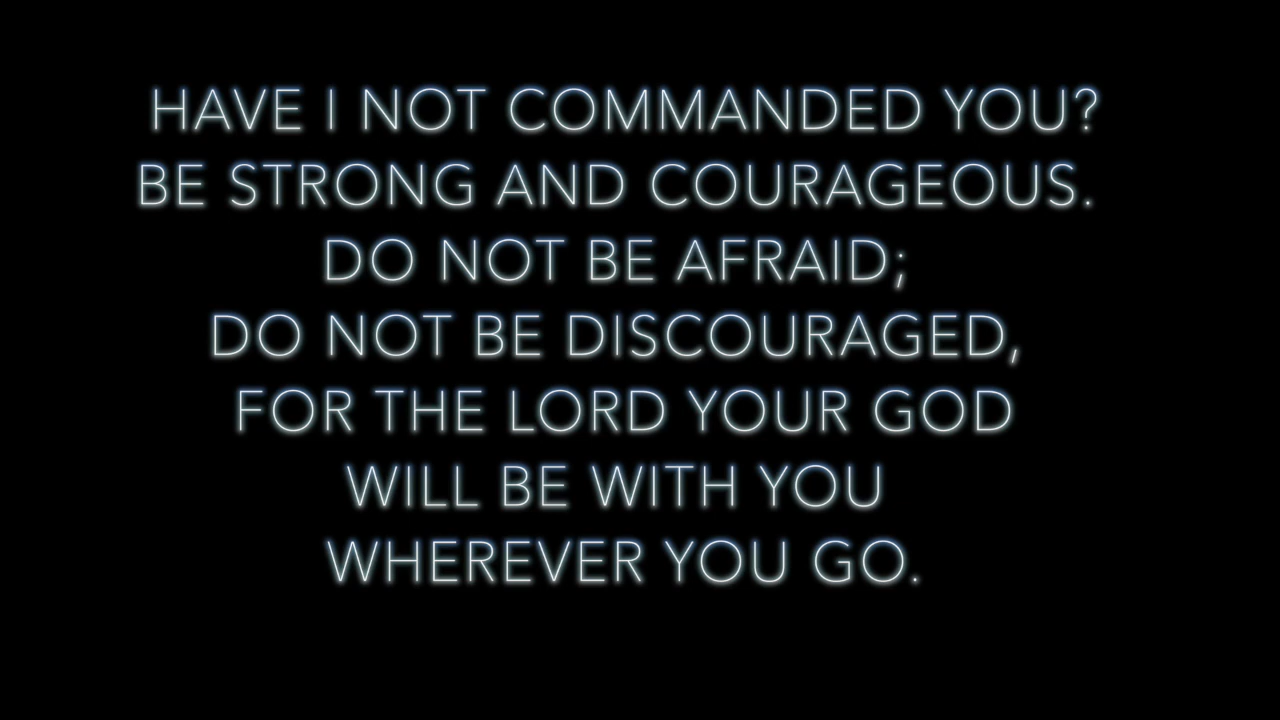 HAVE I NOT COMMANDED YOU?
BE STRONG AND COURAGEOUS.
DO NOT BE AFRAID;
DO NOT BE DISCOURAGED,
FOR THE LORD YOUR GOD
WILL BE WITH YOU
WHEREVER YOU GO.